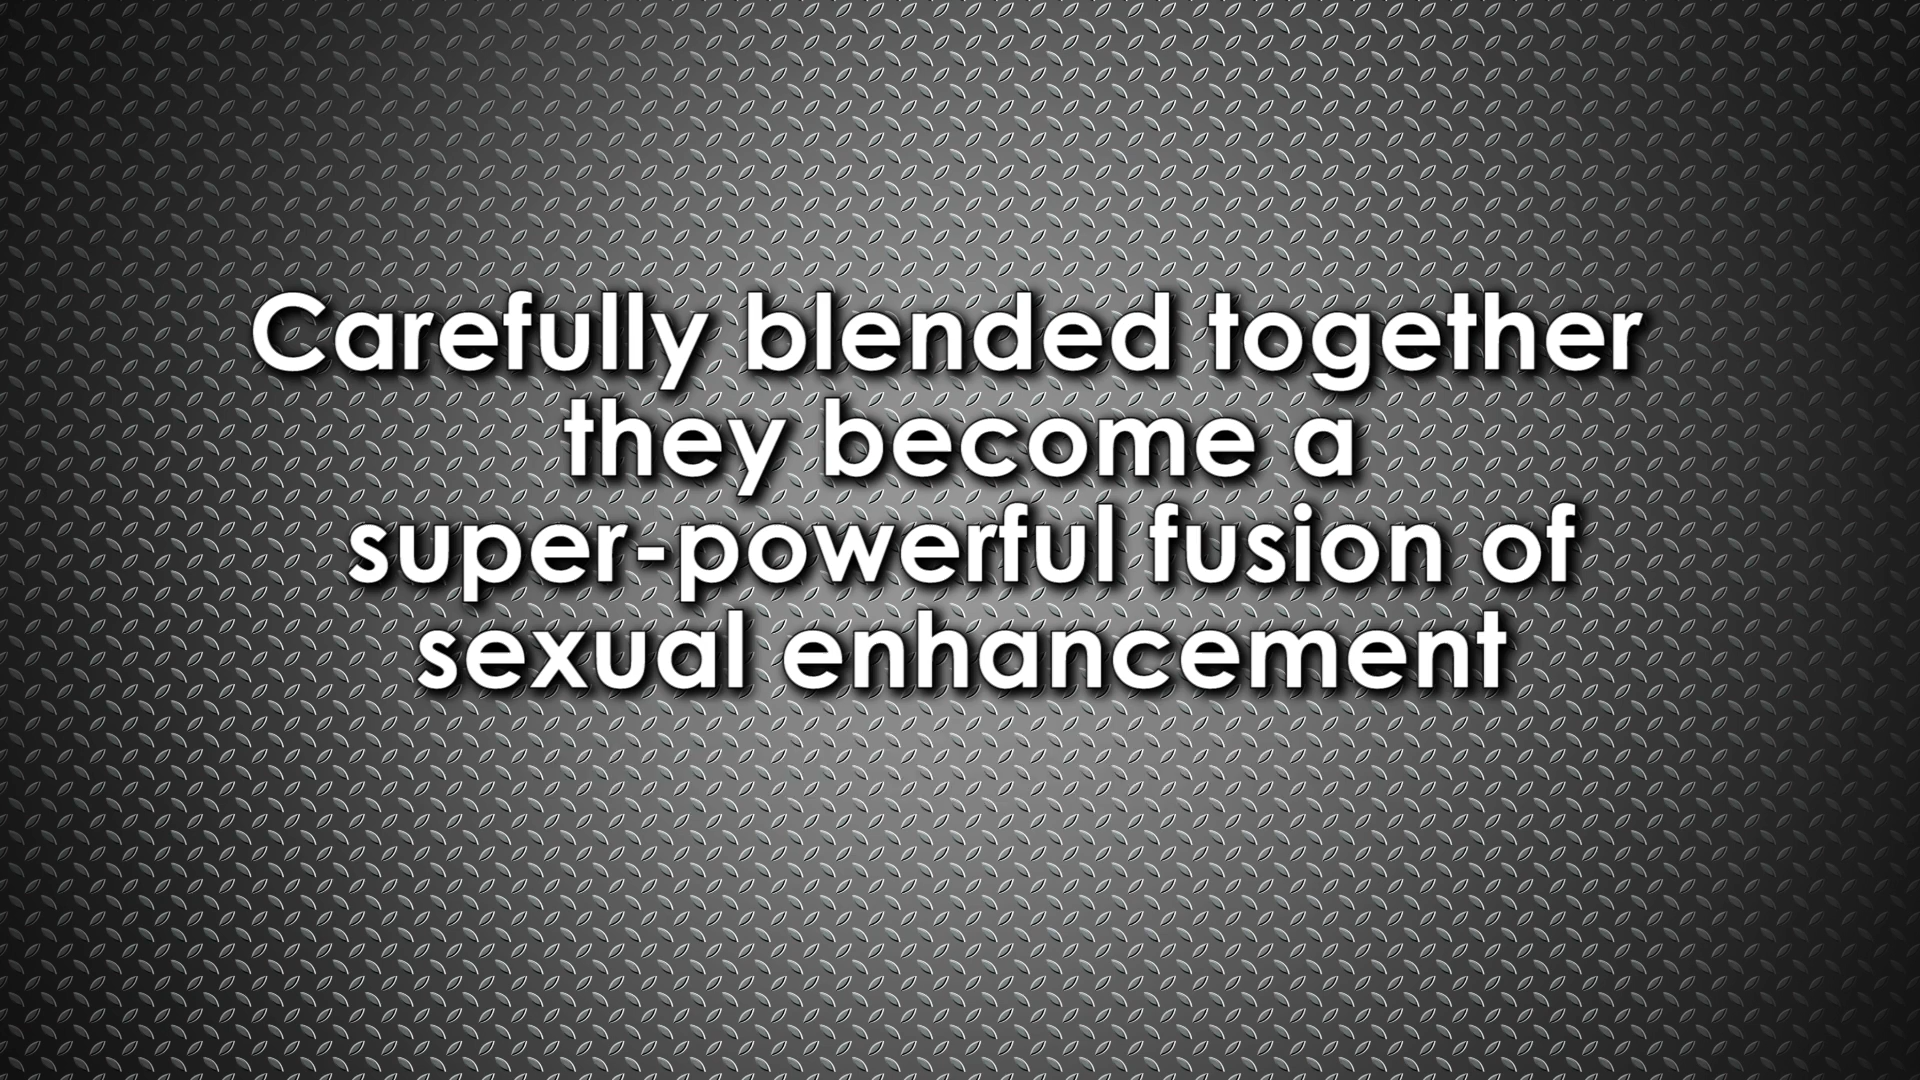 Carefully blended together
they become a
super-powerful fusion of
sexual enhancement